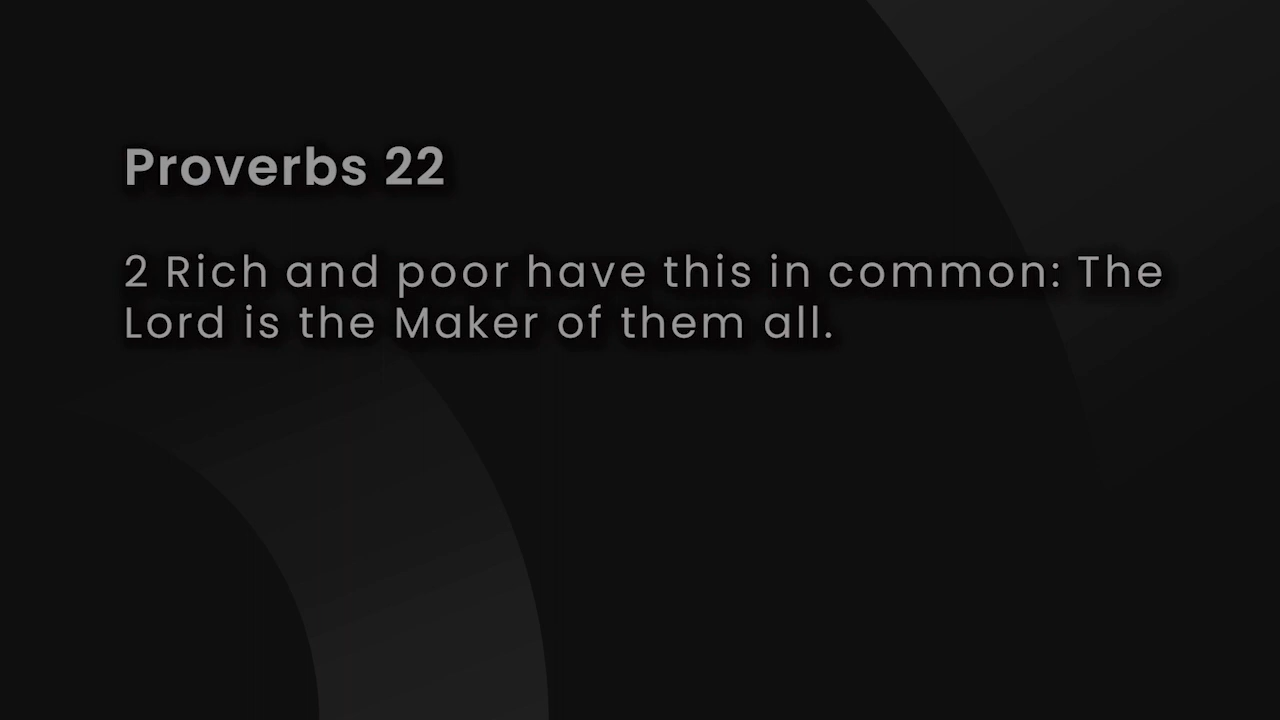 Proverbs 22
2 Rich and poor have this in common: The
Lord is the Maker of them all.